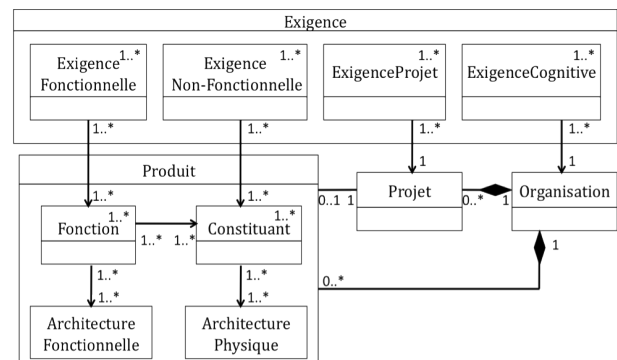 Exigence
1..*
Exigence
Fonctionnelle
1..*
Exigence
Non-Fonctionnelle
1..*
ExigenceProjet
1..*
ExigenceCognitive
1..*
1..*
1..*
1..*
Produit
1
1
1..*
1..*
Projet
Organisation
0..1
1
0..*
1
1..*
Fonction
1..*
Constituant
1..*
1..*
1
1..*
1..*
0..*
1..*
1..*
Architecture
Fonctionnelle
Architecture
Physique